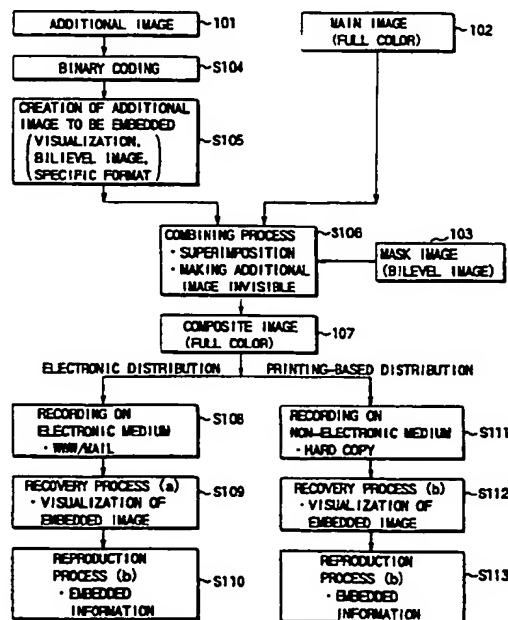 ADDITIONAL IMAGE
101
MAIN IMAGE
(FULL COLOR)
102
BINARY CODING
S104
CREATION OF ADDITIONAL
IMAGE TO BE EMBEDDED
(VISUALIZATION,
BILIEVEL IMAGE,
SPECIFIC FORMAT)
S105
COMBINING PROCESS
・SUPERIMPOSITION
・MAKING ADDITIONAL
IMAGE INVISIBLE
S106
103
MASK IMAGE
(BILEVEL IMAGE)
COMPOSITE IMAGE
(FULL COLOR)
107
ELECTRONIC DISTRIBUTION
PRINTING-BASED DISTRIBUTION
RECORDING ON
ELECTRONIC MEDIUM
・WWW/MAIL
S108
RECORDING ON
NON-ELECTRONIC MEDIUM
・HARD COPY
S111
RECOVERY PROCESS (a)
・VISUALIZATION OF
EMBEDDED IMAGE
S109
RECOVERY PROCESS (b)
・VISUALIZATION OF
EMBEDDED IMAGE
S112
REPRODUCTION
PROCESS (b)
・EMBEDDED
INFORMATION
S110
REPRODUCTION
PROCESS (b)
・EMBEDDED
INFORMATION
S113